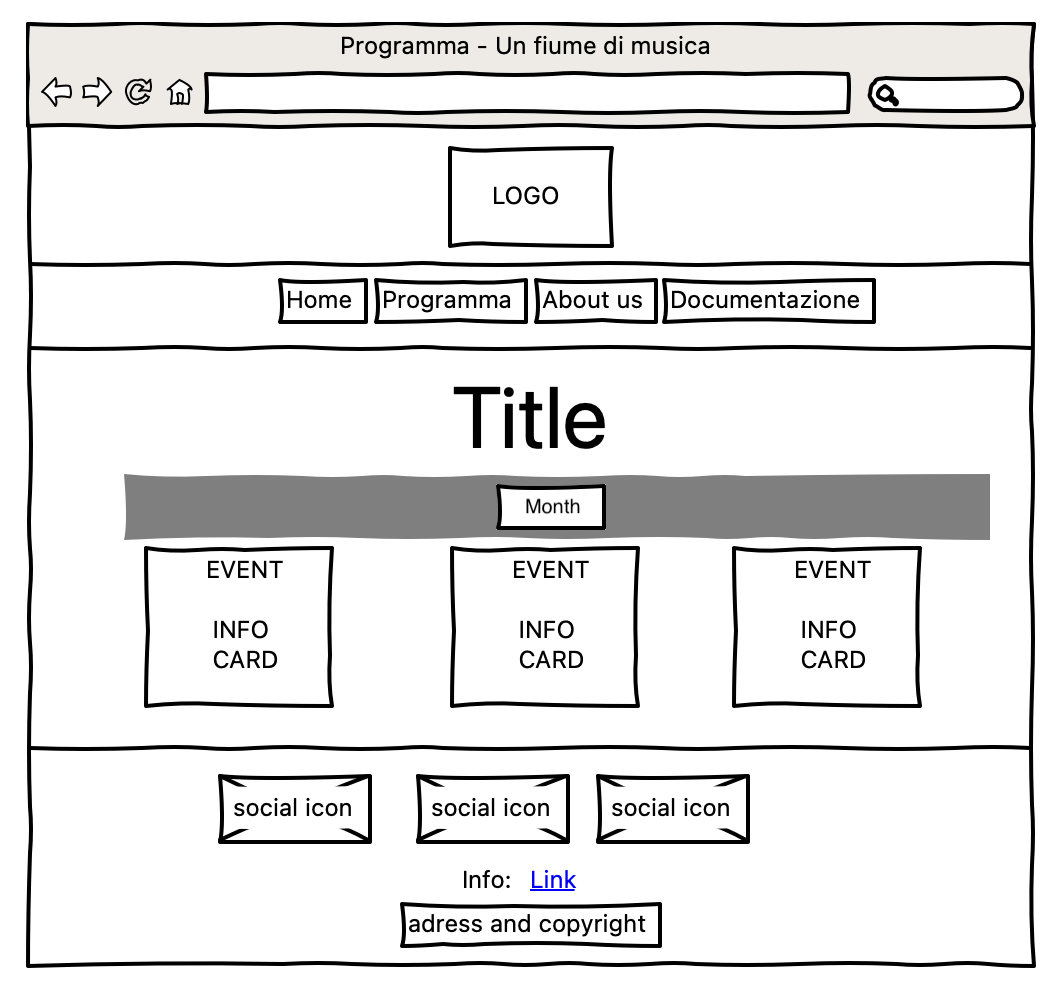 Programma - Un fiume di musica
LOGO
Home Programma About us Documentazione
Title
Month
EVENT EVENT EVENT
INFO INFO INFO
CARD CARD CARD
social icon social icon social icon
Info: Link
adress and copyright